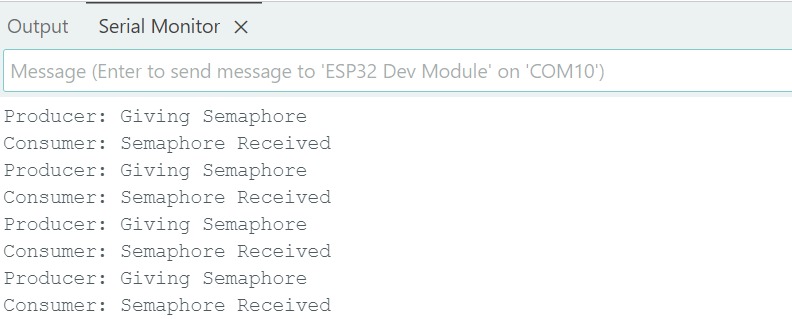 Output Serial Monitor ✕
Message (Enter to send message to 'ESP32 Dev Module' on 'COM10')
Producer: Giving Semaphore
Consumer: Semaphore Received
Producer: Giving Semaphore
Consumer: Semaphore Received
Producer: Giving Semaphore
Consumer: Semaphore Received
Producer: Giving Semaphore
Consumer: Semaphore Received